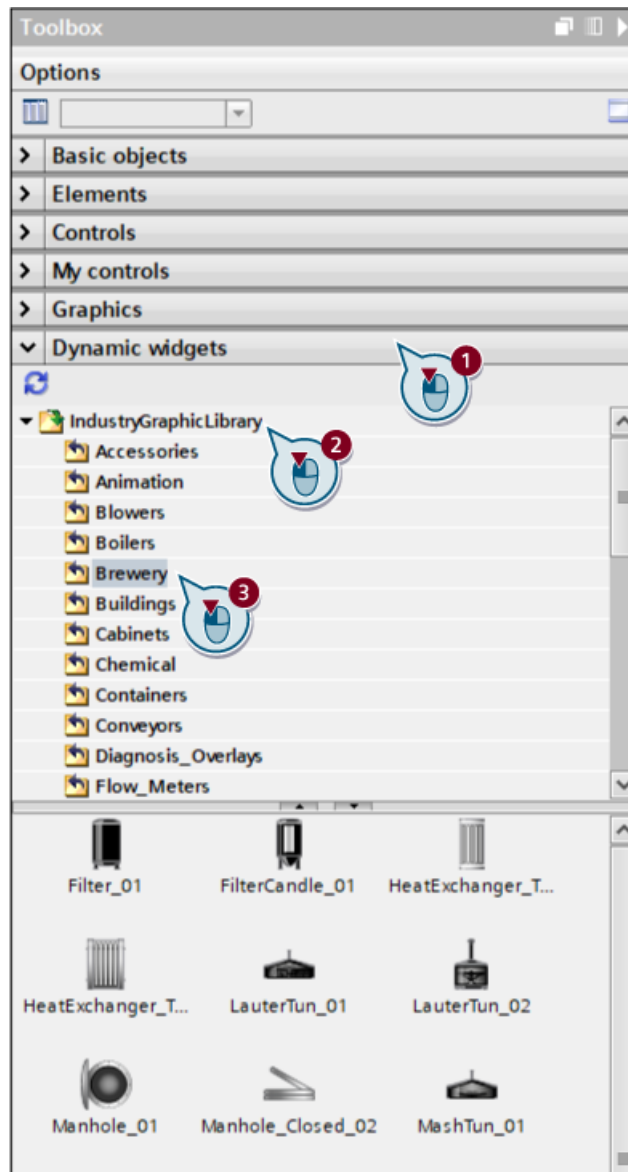 Toolbox
Options
Basic objects
Elements
Controls
My controls
Graphics
Dynamic widgets
1
IndustryGraphicLibrary
2
Accessories
Animation
Blowers
Boilers
Brewery
3
Buildings
Cabinets
Chemical
Containers
Conveyors
Diagnosis_Overlays
Flow_Meters
Filter_01 FilterCandle_01 HeatExchanger_T...
HeatExchanger_T... LauterTun_01 LauterTun_02
Manhole_01 Manhole_Closed_02 MashTun_01